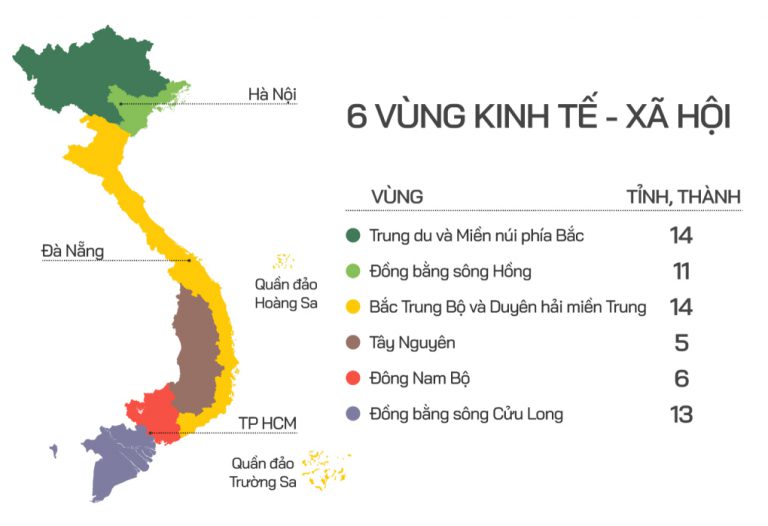 Hà Nội
Đà Nẵng
Quần đảo
Hoàng Sa
TP HCM
Quần đảo
Trường Sa
6 VÙNG KINH TẾ - XÃ HỘI
VÙNG TỈNH, THÀNH
Trung du và Miền núi phía Bắc 14
Đồng bằng sông Hồng 11
Bắc Trung Bộ và Duyên hải miền Trung 14
Tây Nguyên 5
Đông Nam Bộ 6
Đồng bằng sông Cửu Long 13